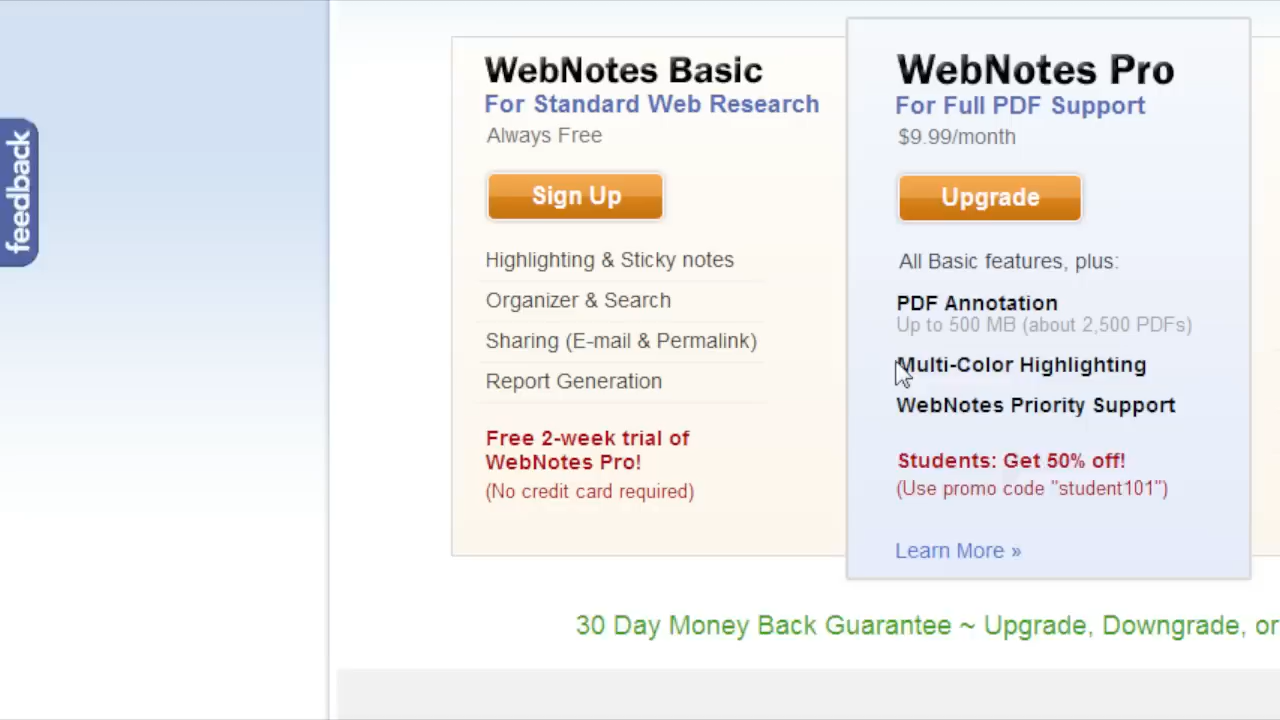 feedback
WebNotes Basic
For Standard Web Research
Always Free
Sign Up
Highlighting & Sticky notes
Organizer & Search
Sharing (E-mail & Permalink)
Report Generation
Free 2-week trial of
WebNotes Pro!
(No credit card required)
WebNotes Pro
For Full PDF Support
$9.99/month
Upgrade
All Basic features, plus:
PDF Annotation
Up to 500 MB (about 2,500 PDFs)
Multi-Color Highlighting
WebNotes Priority Support
Students: Get 50% off!
(Use promo code "student101")
Learn More »
30 Day Money Back Guarantee ~ Upgrade, Downgrade, or